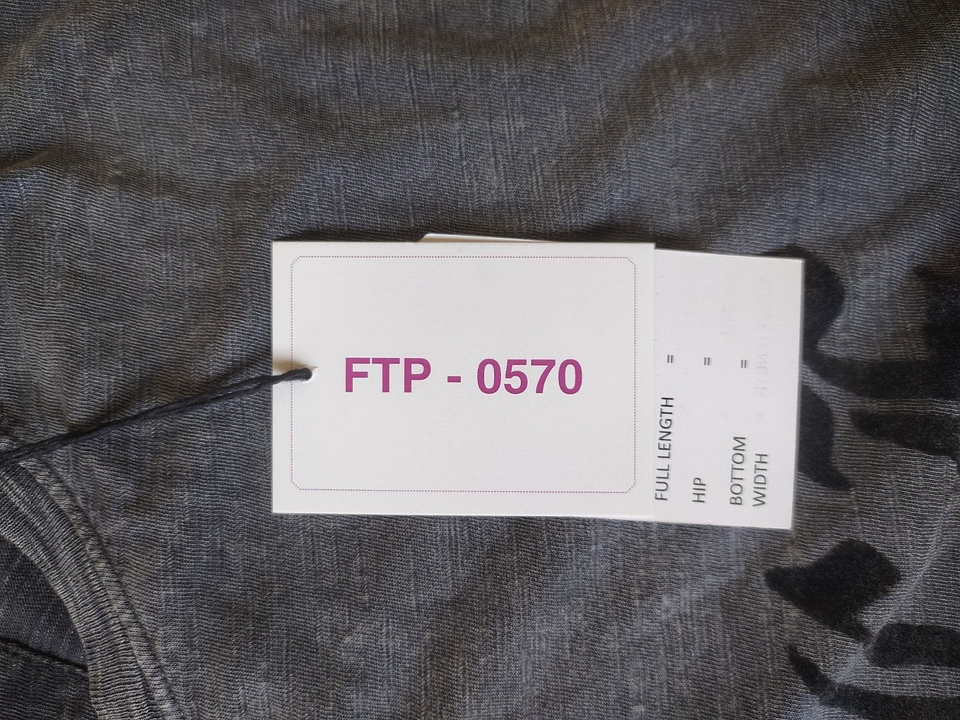 FTP - 0570
FULL LENGTH =
HIP =
BOTTOM =
WIDTH